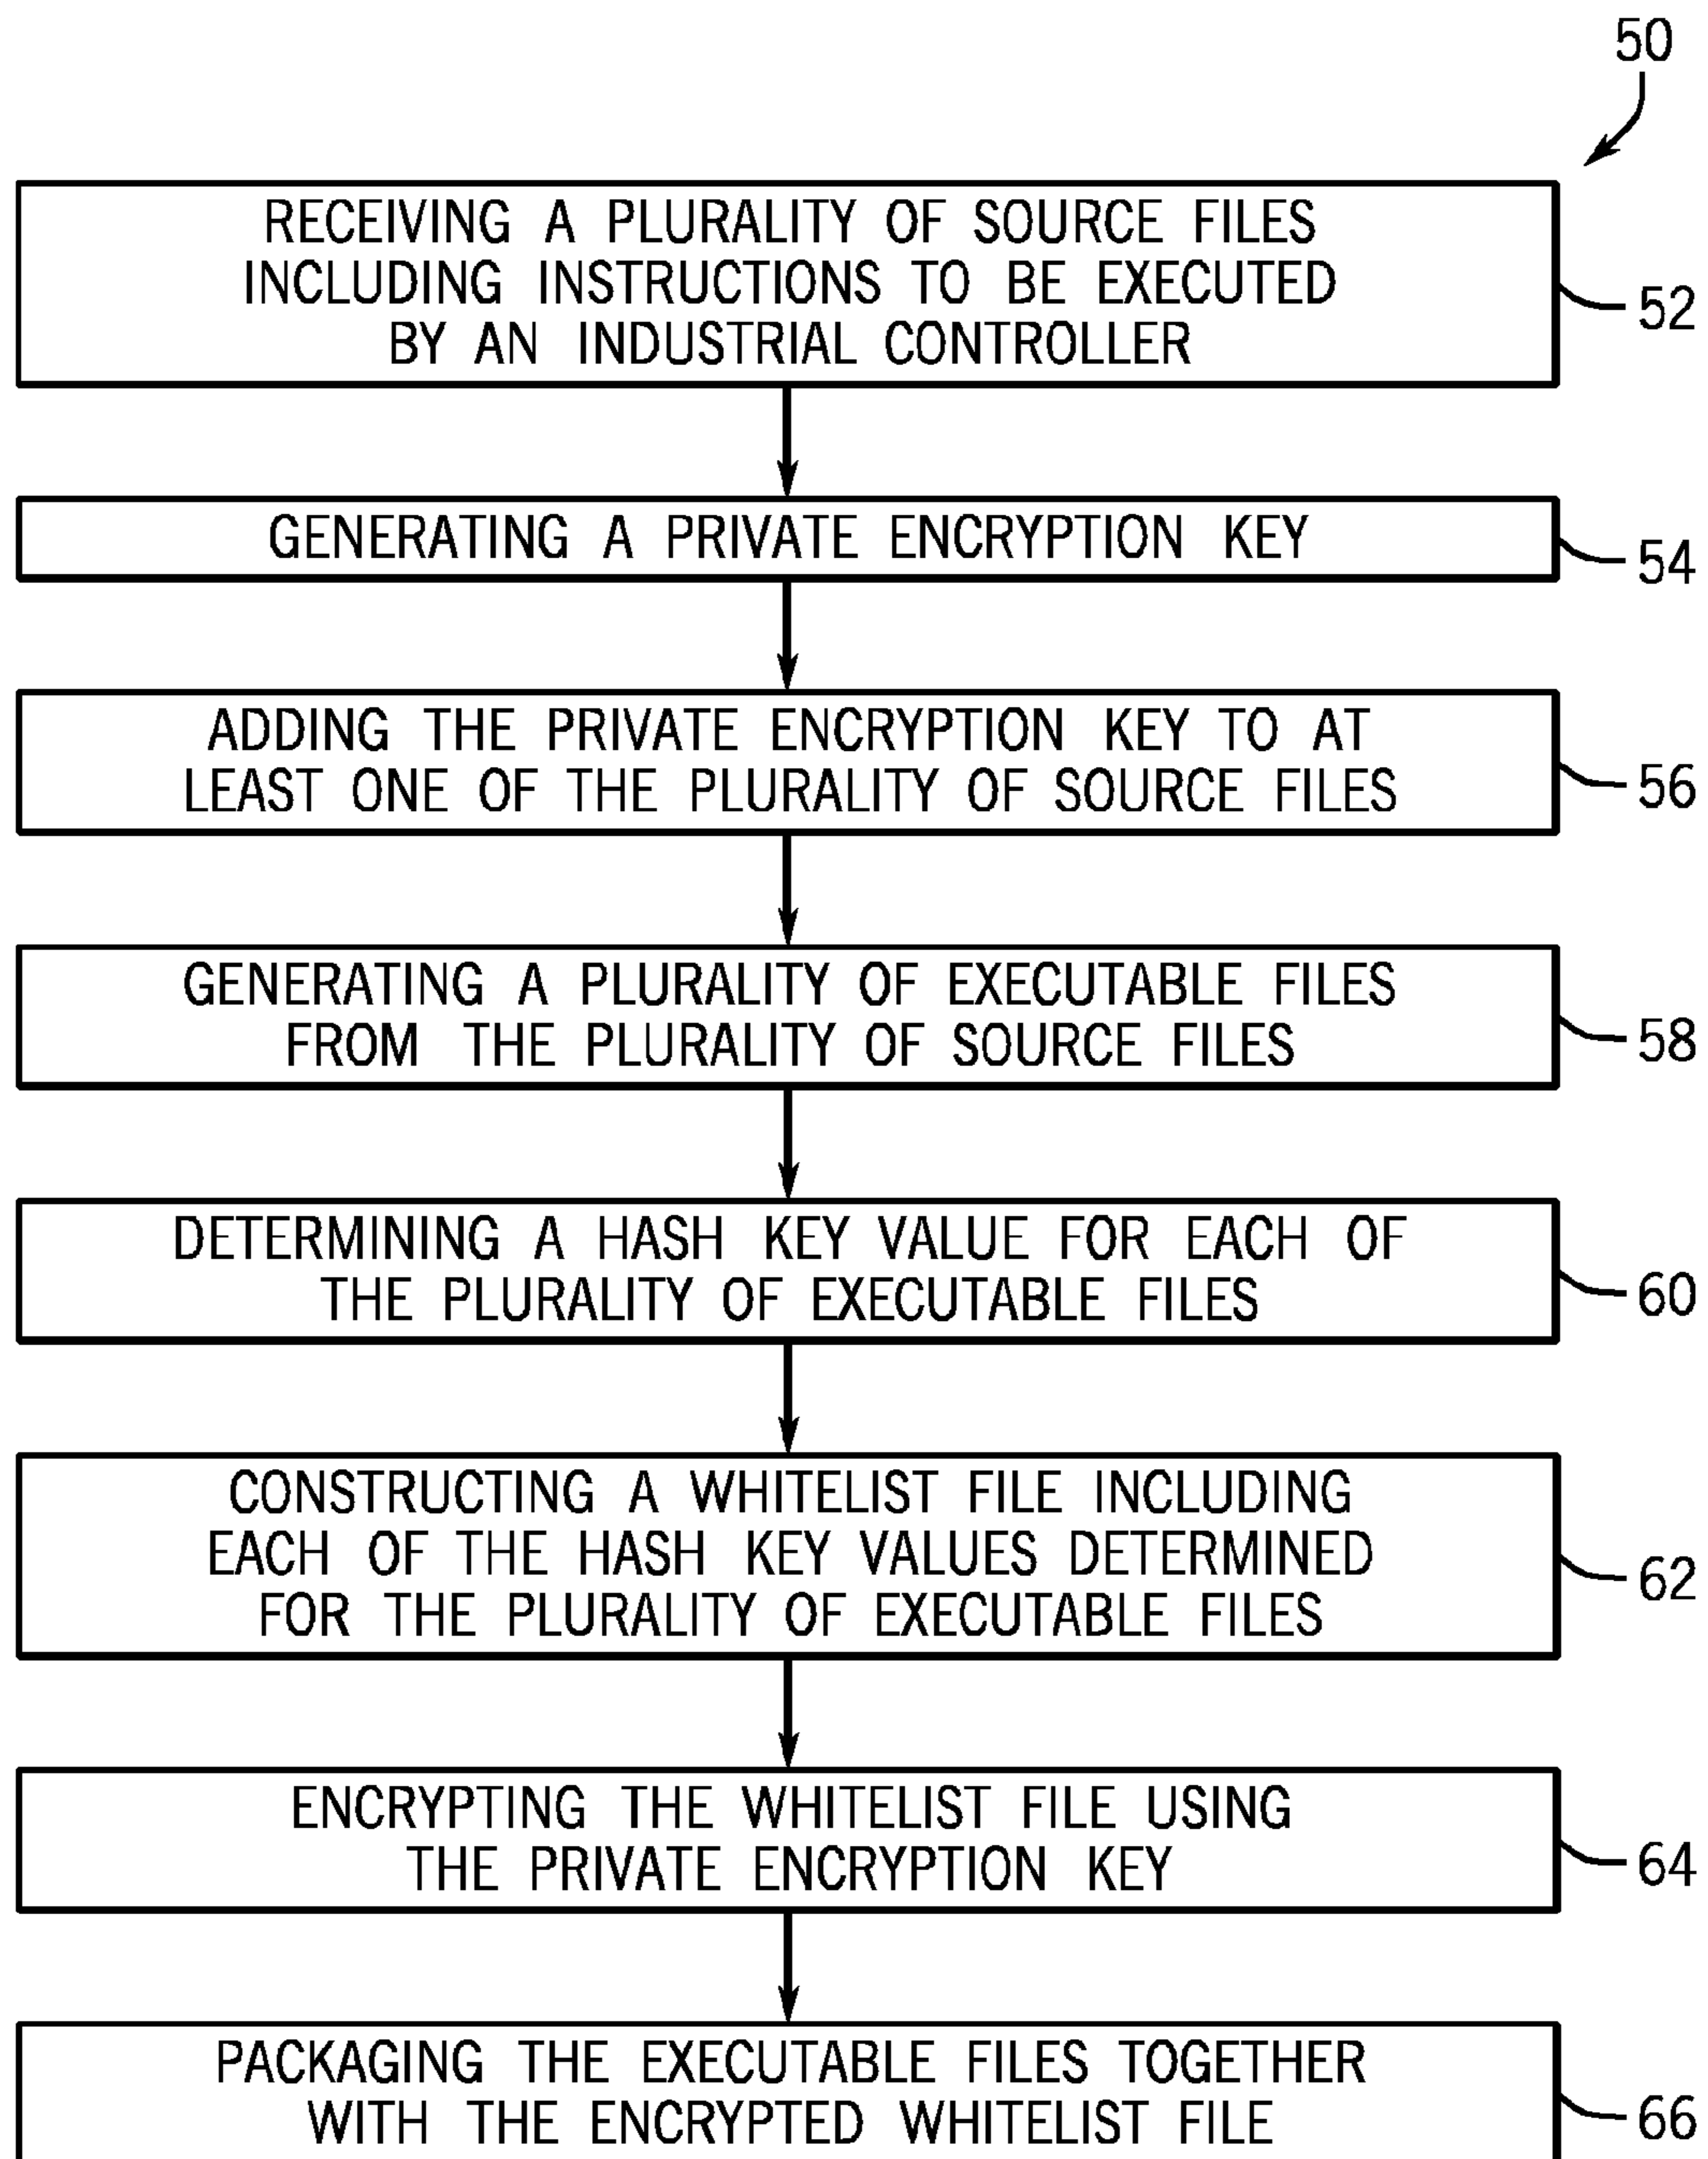 50
RECEIVING A PLURALITY OF SOURCE FILES
INCLUDING INSTRUCTIONS TO BE EXECUTED
BY AN INDUSTRIAL CONTROLLER
52
GENERATING A PRIVATE ENCRYPTION KEY
54
ADDING THE PRIVATE ENCRYPTION KEY TO AT
LEAST ONE OF THE PLURALITY OF SOURCE FILES
56
GENERATING A PLURALITY OF EXECUTABLE FILES
FROM THE PLURALITY OF SOURCE FILES
58
DETERMINING A HASH KEY VALUE FOR EACH OF
THE PLURALITY OF EXECUTABLE FILES
60
CONSTRUCTING A WHITELIST FILE INCLUDING
EACH OF THE HASH KEY VALUES DETERMINED
FOR THE PLURALITY OF EXECUTABLE FILES
62
ENCRYPTING THE WHITELIST FILE USING
THE PRIVATE ENCRYPTION KEY
64
PACKAGING THE EXECUTABLE FILES TOGETHER
WITH THE ENCRYPTED WHITELIST FILE
66